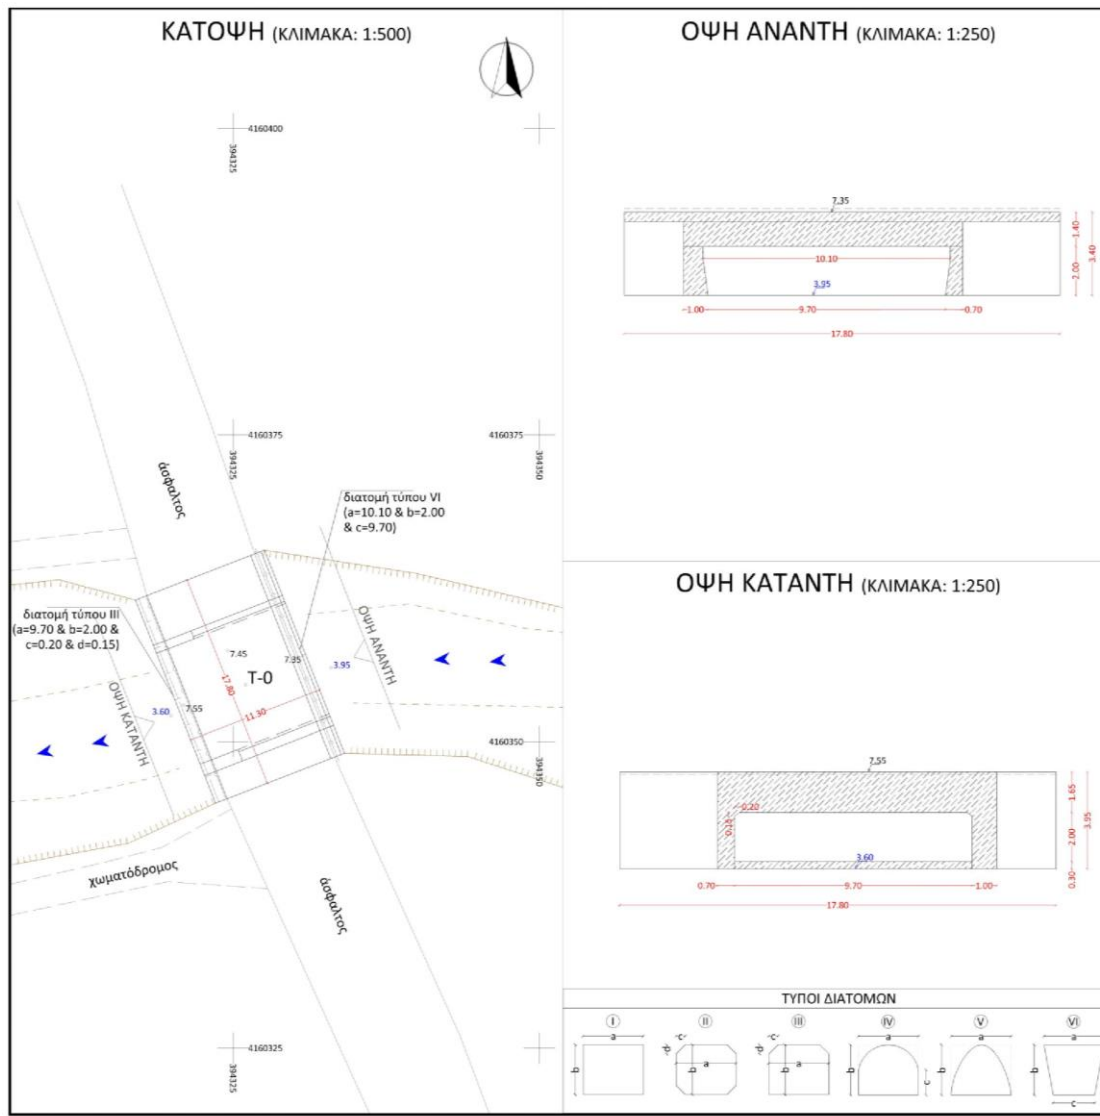 ΚΑΤΟΨΗ (ΚΛΙΜΑΚΑ: 1:500)
4160400
394325
4160375
394325
4160375
394350
άσφαλτος
διατομή τύπου VI
(a=10.10 & b=2.00
& c=9.70)
διατομή τύπου III
(a=9.70 & b=2.00 &
c=0.20 & d=0.15)
ΟΨΗ ΑΝΑΝΤΗ
7.45
7.35
3.95
T-0
17.80
11.30
ΟΨΗ ΚΑΤΑΝΤΗ
3.60
7.55
4160350
394350
χωματόδρομος
άσφαλτος
4160325
394325
ΟΨΗ ΑΝΑΝΤΗ (ΚΛΙΜΑΚΑ: 1:250)
7.35
1.40
3.40
10.10
2.00
3.95
1.00
9.70
0.70
17.80
ΟΨΗ ΚΑΤΑΝΤΗ (ΚΛΙΜΑΚΑ: 1:250)
7.55
1.65
3.95
0.20
0.15
2.00
3.60
0.30
0.70
9.70
1.00
17.80
ΤΥΠΟΙ ΔΙΑΤΟΜΩΝ
I
II
III
IV
V
VI
a
b
c
d
b
a
c
d
b
a
a
b
c
a
b
a
b
c